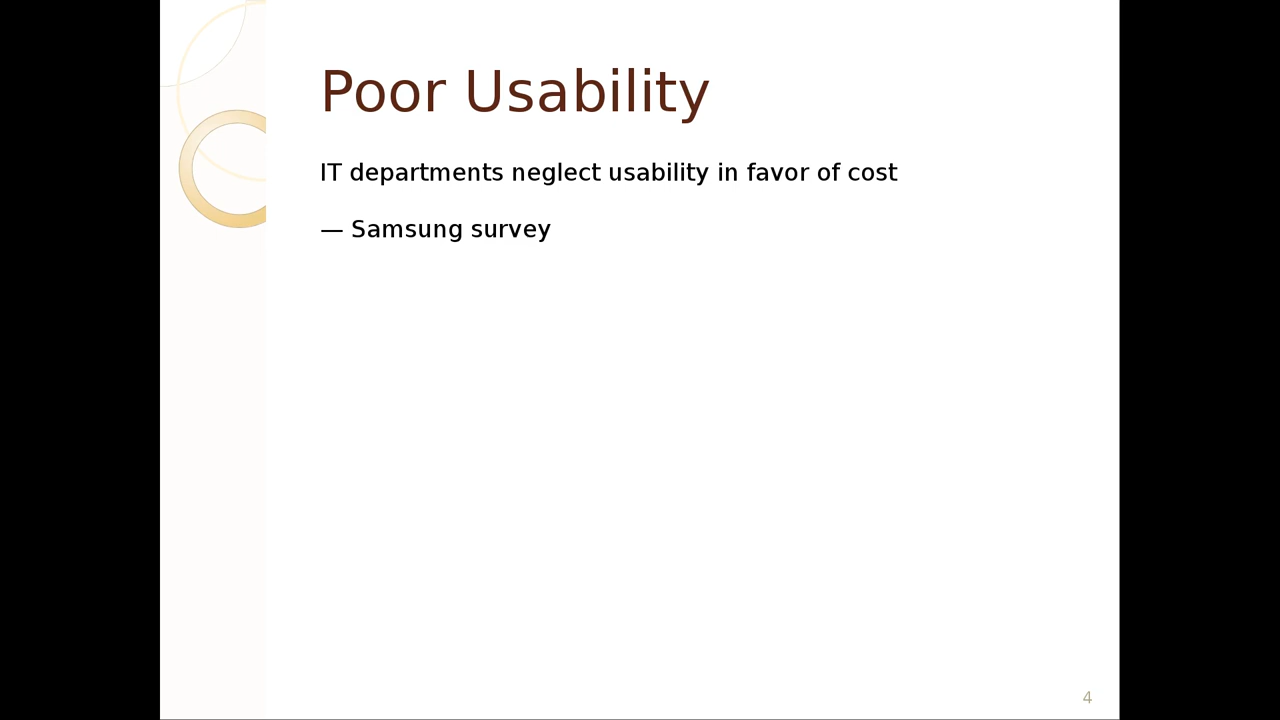 Poor Usability
IT departments neglect usability in favor of cost
— Samsung survey
4